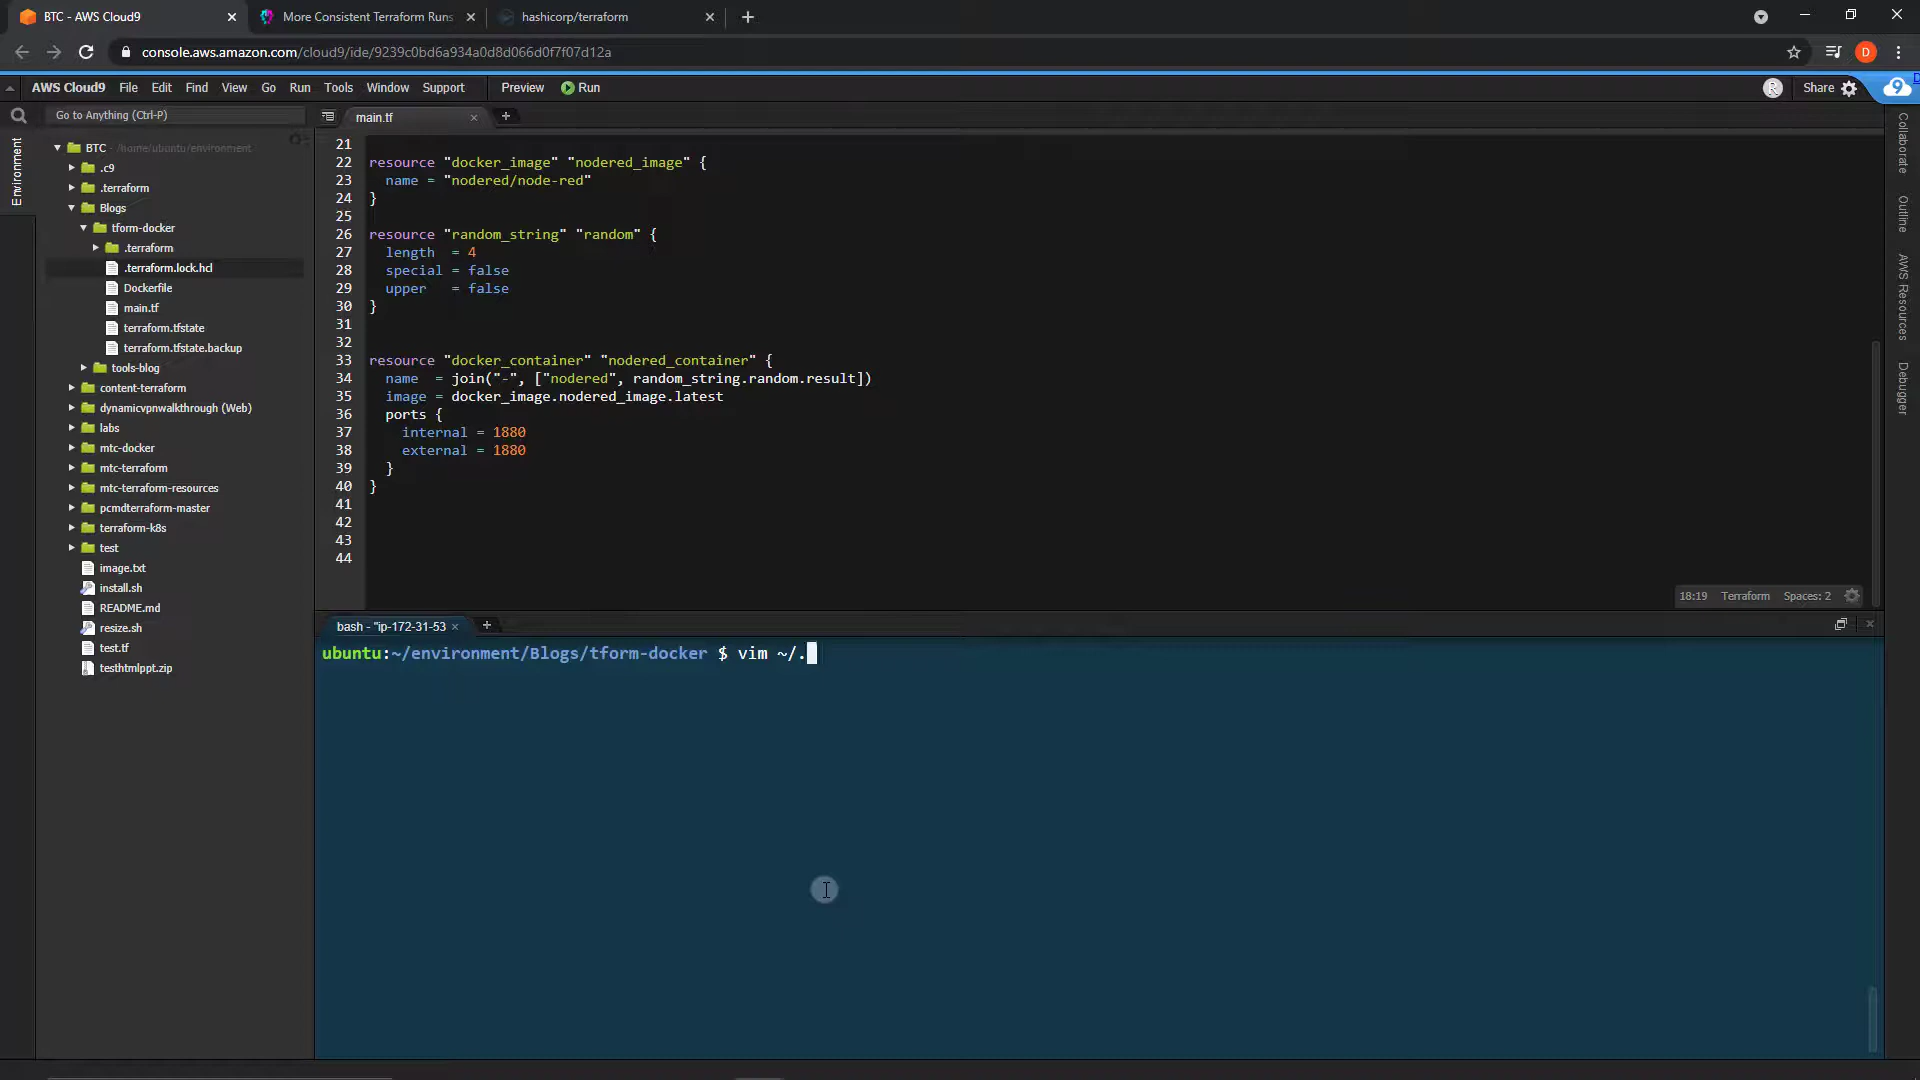 BTC - AWS Cloud9
More Consistent Terraform Runs
hashicorp/terraform
console.aws.amazon.com/cloud9/ide/9239c0bd6a934a0d8d066d0f7f07d12a
D
AWS Cloud9 File Edit Find View Go Run Tools Window Support Preview Run
R Share 9
Go to Anything (Ctrl-P)
main.tf
Environment
BTC - /home/ubuntu/environment
.c9
.terraform
Blogs
tform-docker
.terraform
.terraform.lock.hcl
Dockerfile
main.tf
terraform.tfstate
terraform.tfstate.backup
tools-blog
content-terraform
dynamicvpnwalkthrough (Web)
labs
mtc-docker
mtc-terraform
mtc-terraform-resources
pcmdterraform-master
terraform-k8s
test
image.txt
install.sh
README.md
resize.sh
test.tf
testhtmlppt.zip
21
22 resource "docker_image" "nodered_image" {
23 name = "nodered/node-red"
24 }
25
26 resource "random_string" "random" {
27 length = 4
28 special = false
29 upper = false
30 }
31
32
33 resource "docker_container" "nodered_container" {
34 name = join("-", ["nodered", random_string.random.result])
35 image = docker_image.nodered_image.latest
36 ports {
37 internal = 1880
38 external = 1880
39 }
40 }
41
42
43
44
18:19 Terraform Spaces: 2
Collaborate
Outline
AWS Resources
Debugger
bash - "ip-172-31-53
ubuntu:~/environment/Blogs/tform-docker $ vim ~/.